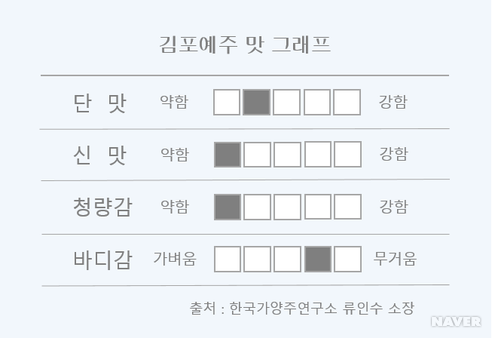 김포예주 맛 그래프
단 맛 약함 강함
신 맛 약함 강함
청량감 약함 강함
바디감 가벼움 무거움
출처 : 한국가양주연구소 류인수 소장
NAVER